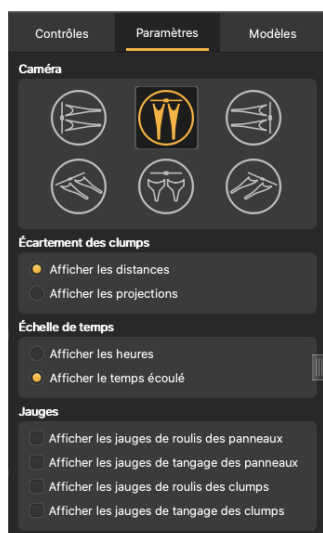 Contrôles Paramètres Modèles
Caméra
Écartement des clumps
Afficher les distances
Afficher les projections
Échelle de temps
Afficher les heures
Afficher le temps écoulé
Jauges
Afficher les jauges de roulis des panneaux
Afficher les jauges de tangage des panneaux
Afficher les jauges de roulis des clumps
Afficher les jauges de tangage des clumps